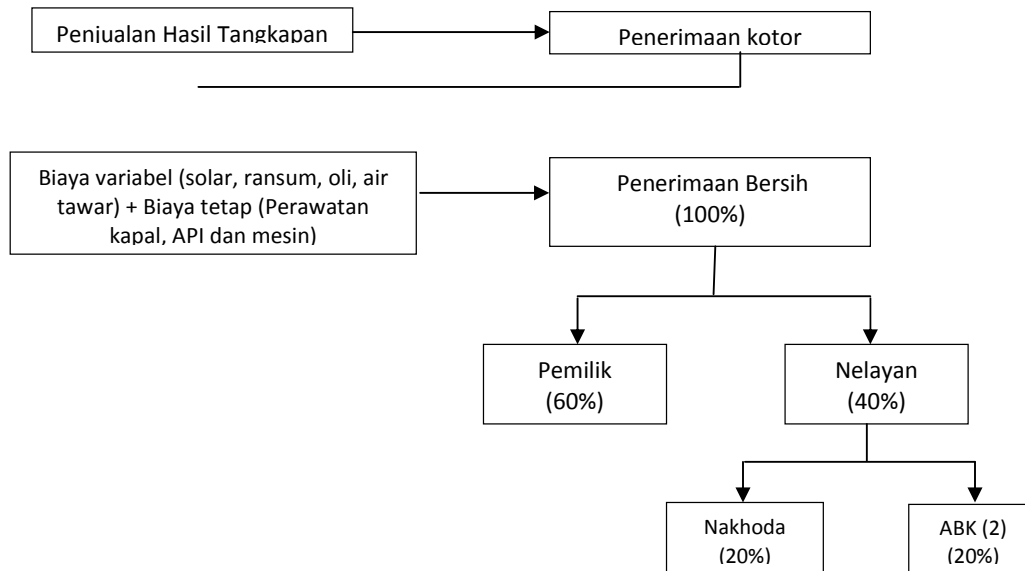 Penjualan Hasil Tangkapan
Penerimaan kotor
Biaya variabel (solar, ransum, oli, air
tawar) + Biaya tetap (Perawatan
kapal, API dan mesin)
Penerimaan Bersih
(100%)
Pemilik
(60%)
Nelayan
(40%)
Nakhoda
(20%)
ABK (2)
(20%)